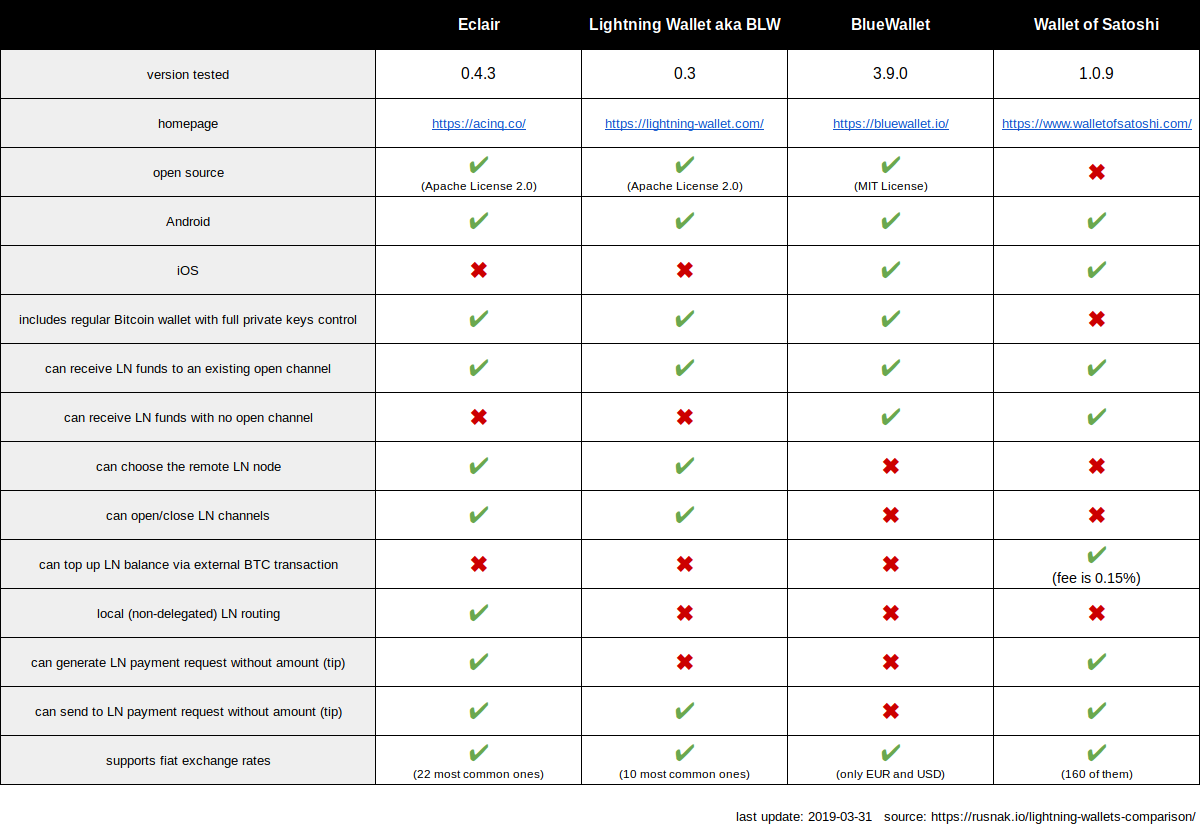 Eclair Lightning Wallet aka BLW BlueWallet Wallet of Satoshi
version tested 0.4.3 0.3 3.9.0 1.0.9
homepage https://acinq.co/ https://lightning-wallet.com/ https://bluewallet.io/ https://www.walletofsatoshi.com/
open source ✔ ✔ ✔ ✖
(Apache License 2.0) (Apache License 2.0) (MIT License)
Android ✔ ✔ ✔ ✔
iOS ✖ ✖ ✔ ✔
includes regular Bitcoin wallet with full private keys control ✔ ✔ ✔ ✖
can receive LN funds to an existing open channel ✔ ✔ ✔ ✔
can receive LN funds with no open channel ✖ ✖ ✔ ✔
can choose the remote LN node ✔ ✔ ✖ ✖
can open/close LN channels ✔ ✔ ✖ ✖
can top up LN balance via external BTC transaction ✖ ✖ ✖ ✔
(fee is 0.15%)
local (non-delegated) LN routing ✔ ✖ ✖ ✖
can generate LN payment request without amount (tip) ✔ ✖ ✖ ✔
can send to LN payment request without amount (tip) ✔ ✔ ✖ ✔
supports fiat exchange rates ✔ ✔ ✔ ✔
(22 most common ones) (10 most common ones) (only EUR and USD) (160 of them)
last update: 2019-03-31 source: https://rusnak.io/lightning-wallets-comparison/